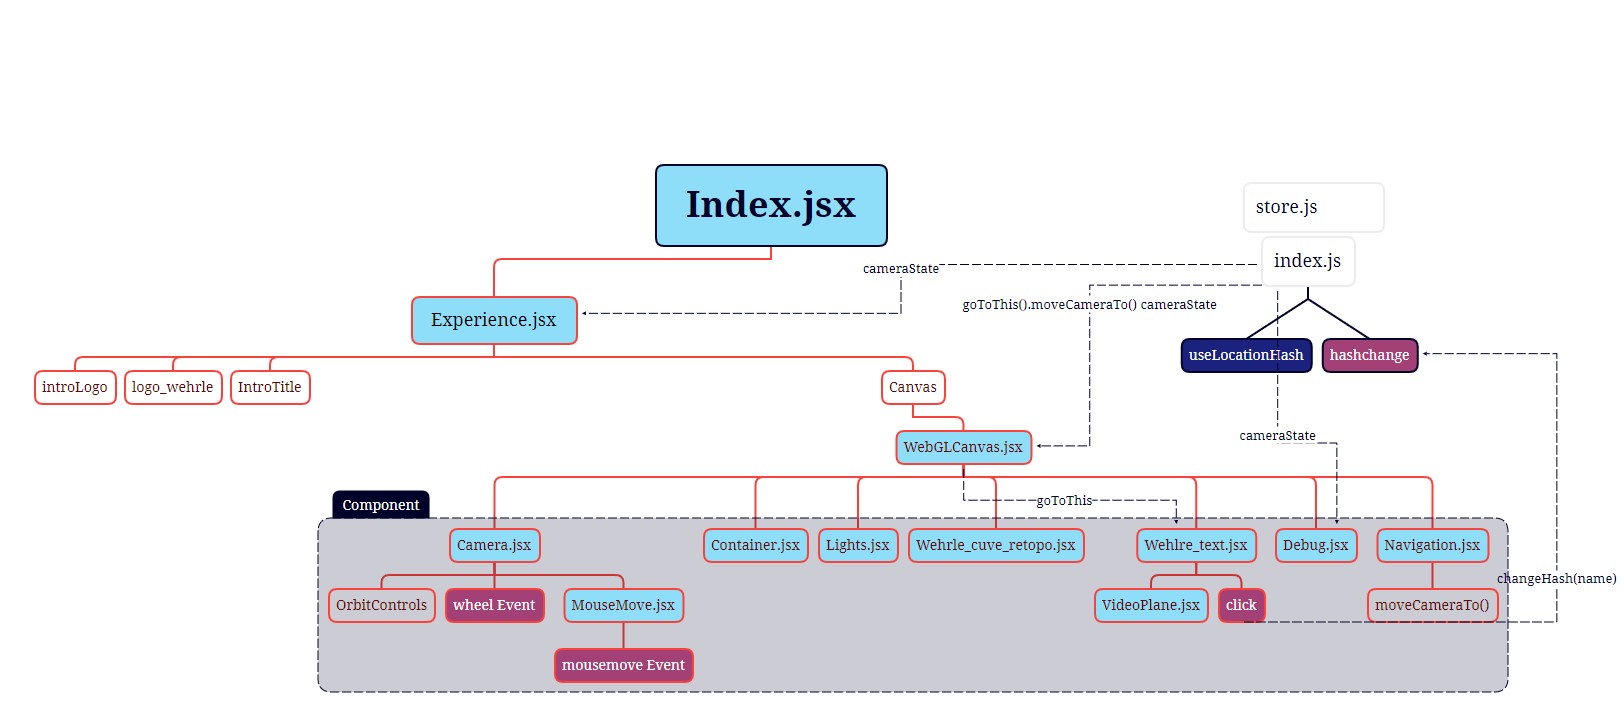 Index.jsx
store.js
index.js
cameraState
goToThis().moveCameraTo() cameraState
Experience.jsx
useLocationHash
hashchange
introLogo
logo_wehrle
IntroTitle
Canvas
cameraState
WebGLCanvas.jsx
goToThis
Component
Camera.jsx
Container.jsx
Lights.jsx
Wehrle_cuve_retopo.jsx
Wehlre_text.jsx
Debug.jsx
Navigation.jsx
changeHash(name)
OrbitControls
wheel Event
MouseMove.jsx
VideoPlane.jsx
click
moveCameraTo()
mousemove Event